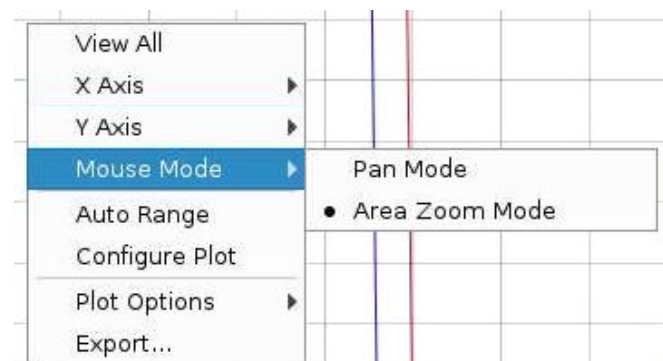 View All
X Axis
Y Axis
Mouse Mode
Pan Mode
Area Zoom Mode
Auto Range
Configure Plot
Plot Options
Export...